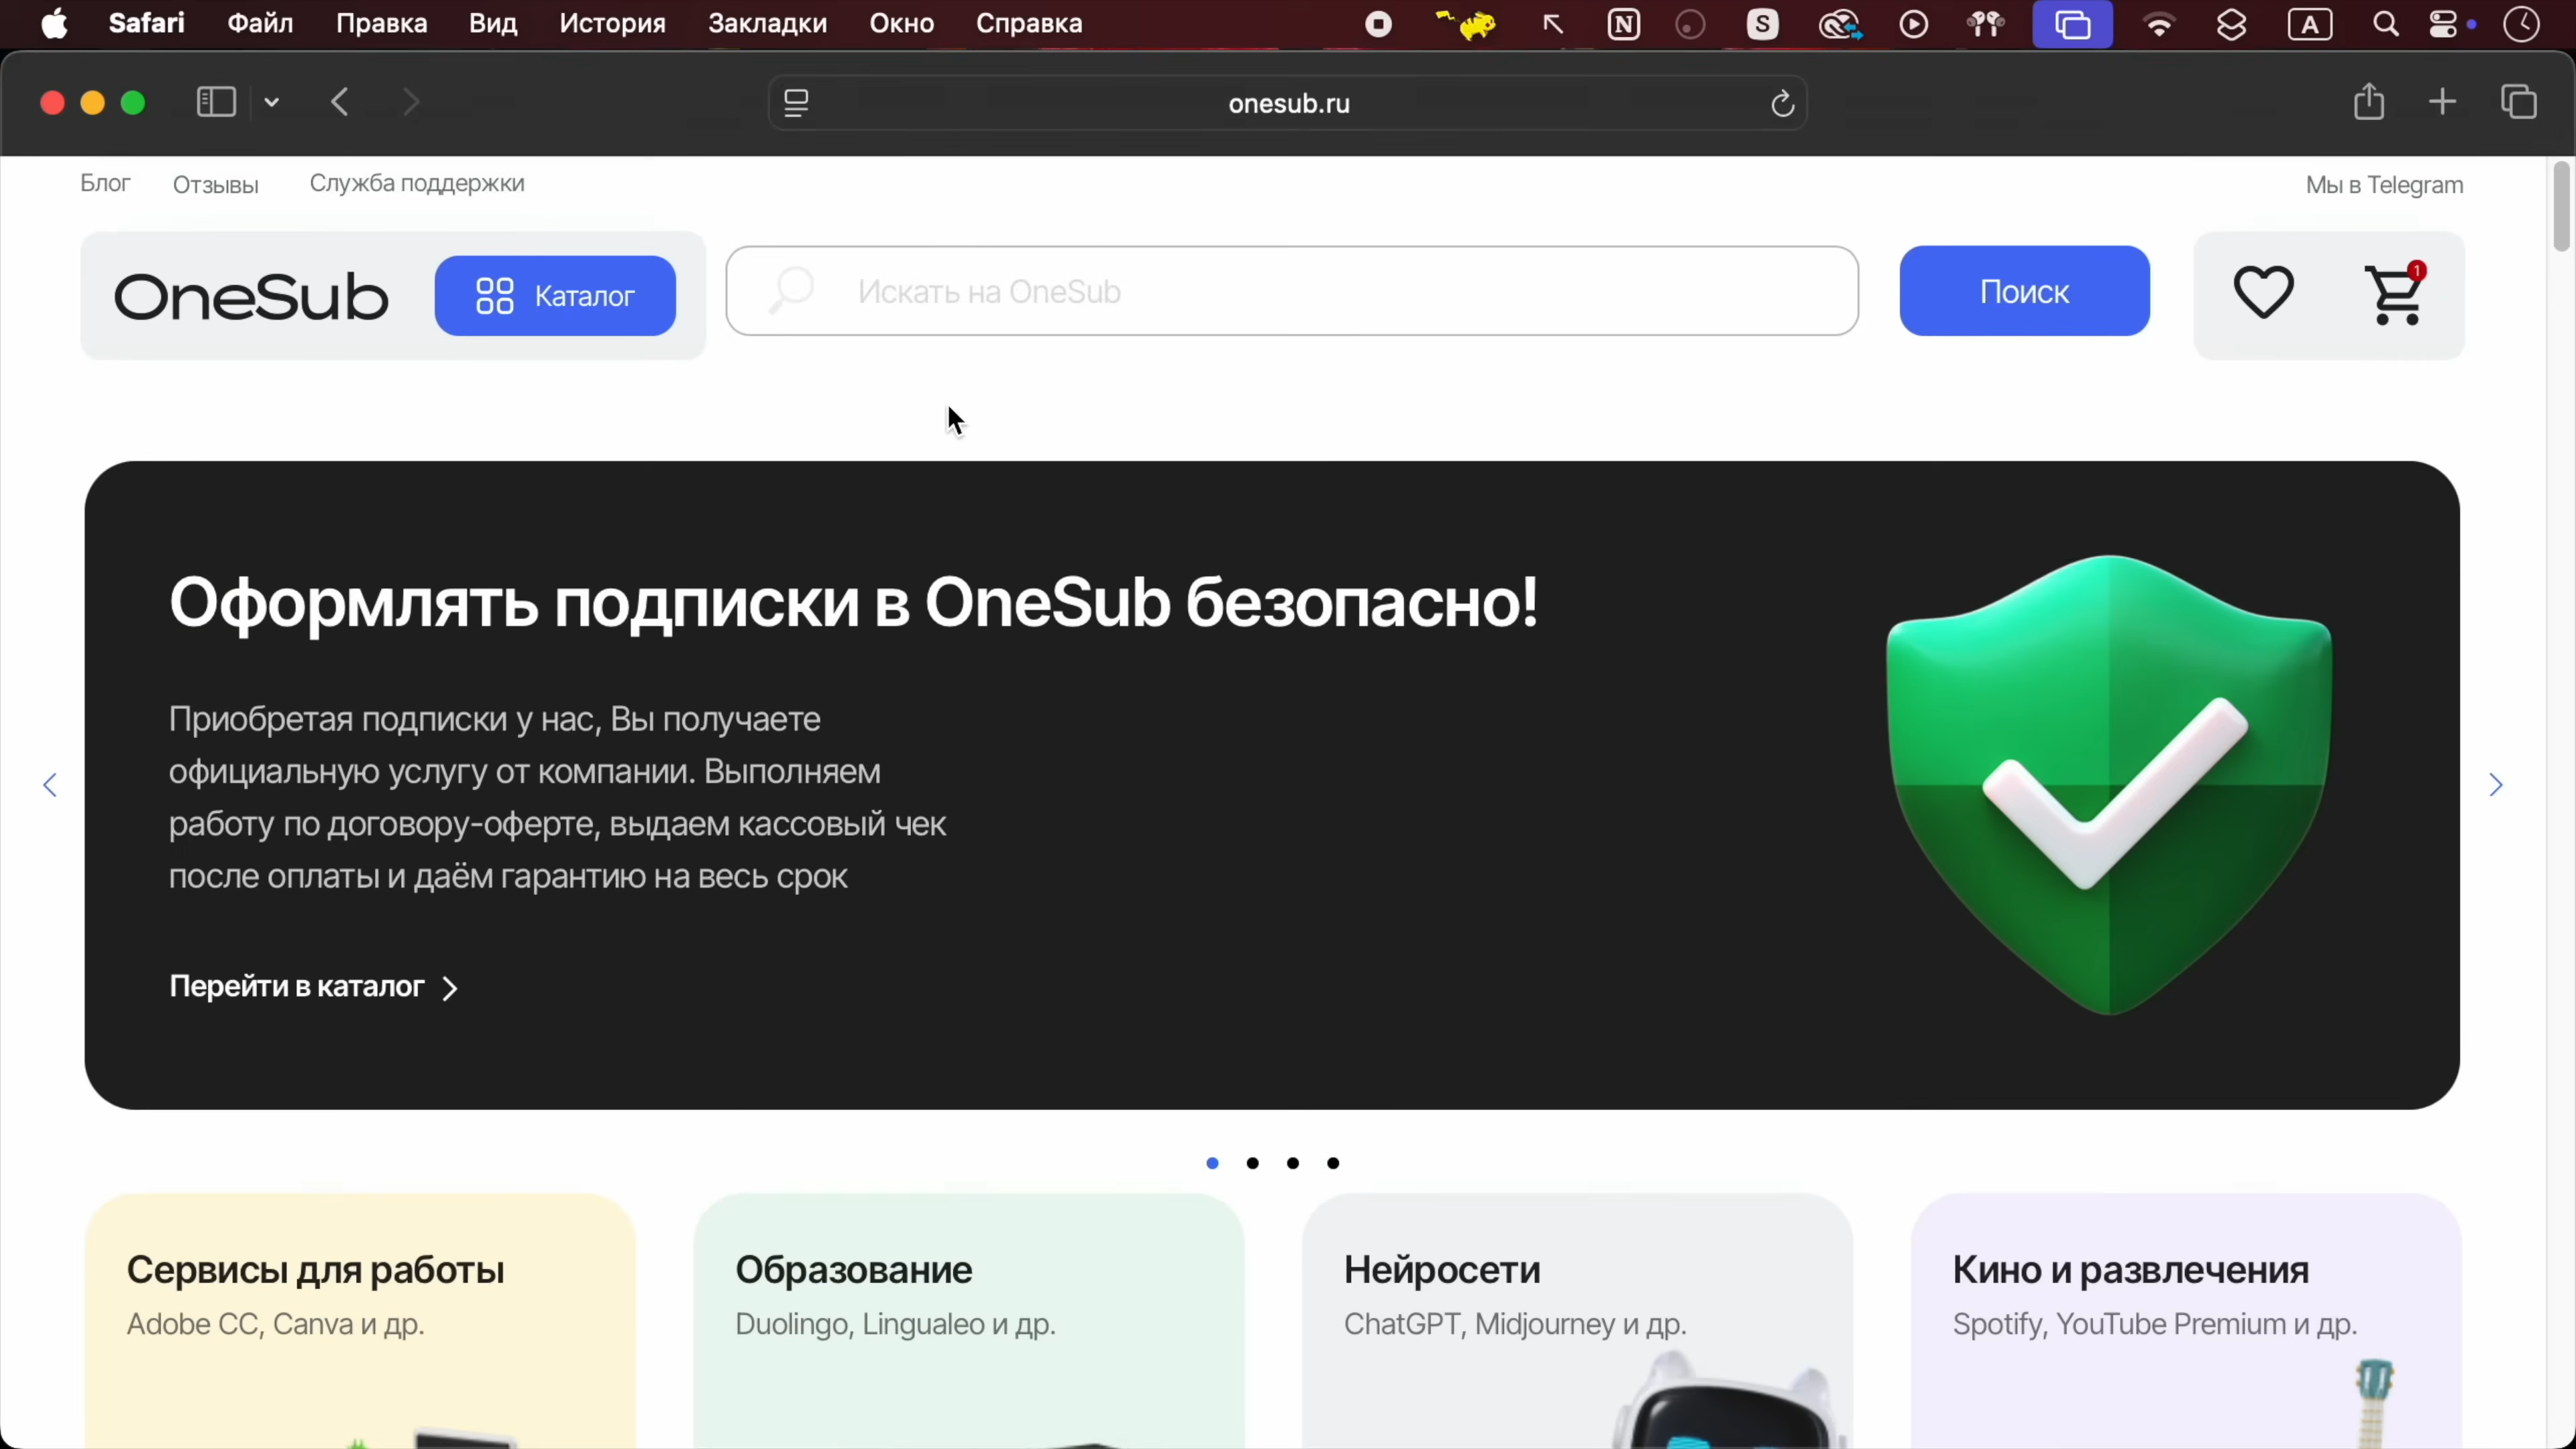 Safari Файл Правка Вид История Закладки Окно Справка
N S A
onesub.ru
Блог Отзывы Служба поддержки Мы в Telegram
OneSub Каталог Искать на OneSub Поиск 1
Оформлять подписки в OneSub безопасно!
Приобретая подписки у нас, Вы получаете
официальную услугу от компании. Выполняем
работу по договору-оферте, выдаем кассовый чек
после оплаты и даём гарантию на весь срок
Перейти в каталог
Сервисы для работы
Adobe CC, Canva и др.
Образование
Duolingo, Lingualeo и др.
Нейросети
ChatGPT, Midjourney и др.
Кино и развлечения
Spotify, YouTube Premium и др.